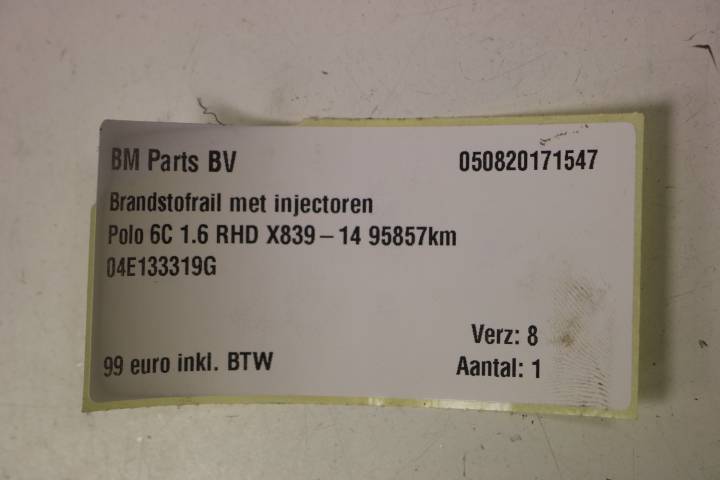 BM Parts BV 050820171547
Brandstofrail met injectoren
Polo 6C 1.6 RHD X839 – 14 95857km
04E133319G
Verz: 8
99 euro inkl. BTW Aantal: 1